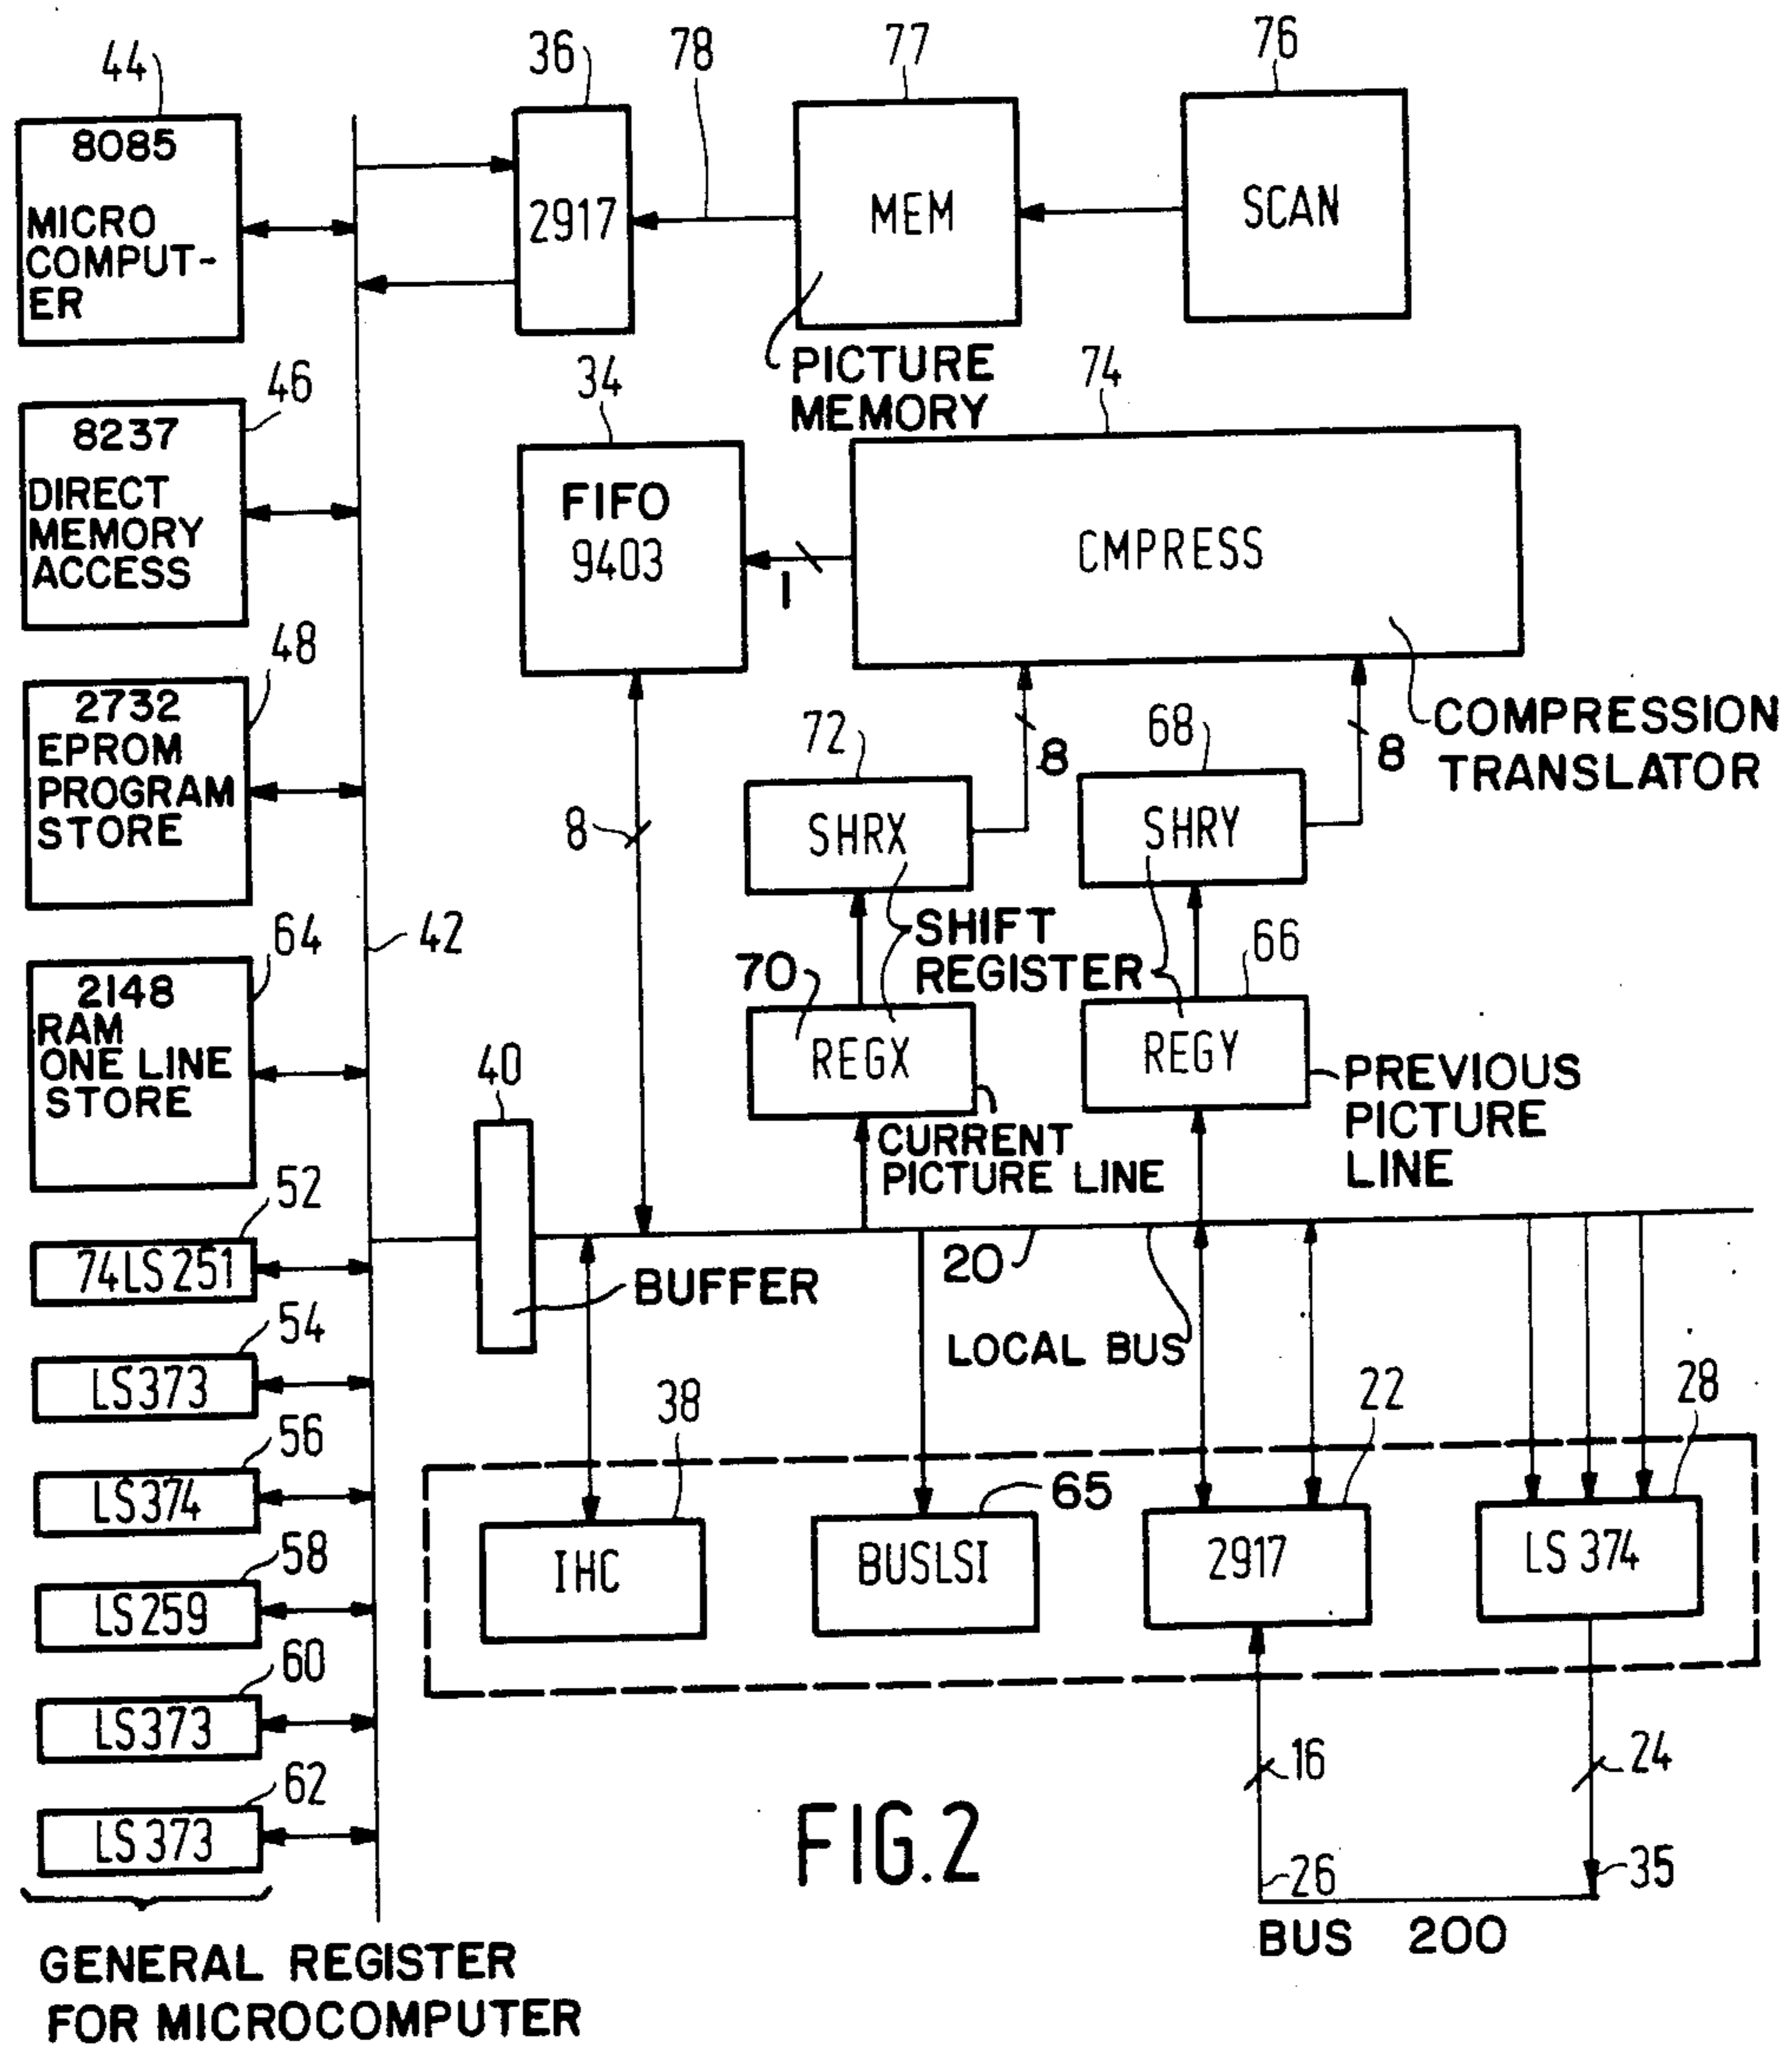 44
8085
MICRO
COMPUT-
ER
36
2917
78
77
MEM
PICTURE
MEMORY
76
SCAN
46
8237
DIRECT
MEMORY
ACCESS
34
FIFO
9403
1
74
CMPRESS
COMPRESSION
TRANSLATOR
48
2732
EPROM
PROGRAM
STORE
8
72
SHRX
8
68
SHRY
8
SHIFT
REGISTER
64
2148
RAM
ONE LINE
STORE
42
40
70
REGX
CURRENT
PICTURE LINE
66
REGY
PREVIOUS
PICTURE
LINE
52
74LS251
BUFFER
20
LOCAL BUS
54
LS373
56
LS374
58
LS259
60
LS373
62
LS373
38
IHC
65
BUSLSI
22
2917
28
LS374
16
24
26
35
BUS 200
FIG.2
GENERAL REGISTER
FOR MICROCOMPUTER